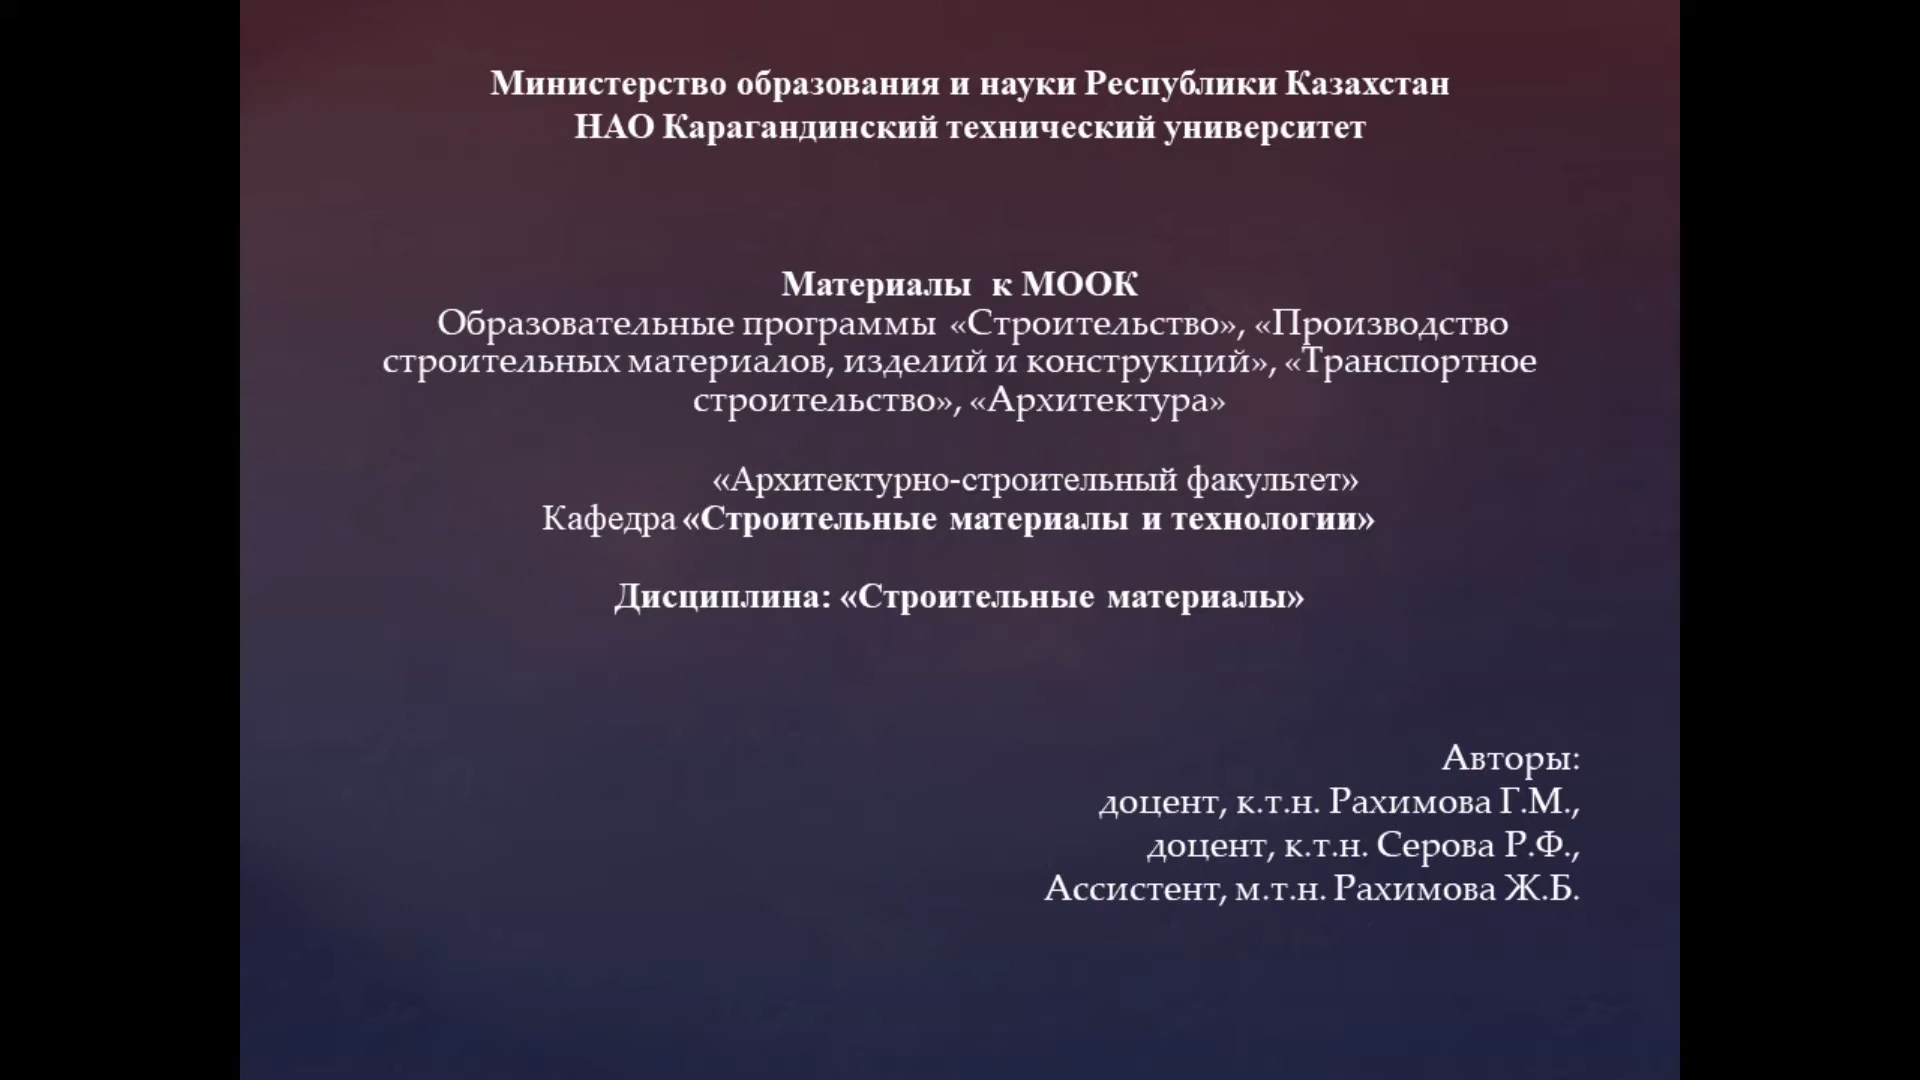 Министерство образования и науки Республики Казахстан
НАО Карагандинский технический университет
Материалы к МООК
Образовательные программы «Строительство», «Производство
строительных материалов, изделий и конструкций», «Транспортное
строительство», «Архитектура»
«Архитектурно-строительный факультет»
Кафедра «Строительные материалы и технологии»
Дисциплина: «Строительные материалы»
Авторы:
доцент, к.т.н. Рахимова Г.М.,
доцент, к.т.н. Серова Р.Ф.,
Ассистент, м.т.н. Рахимова Ж.Б.